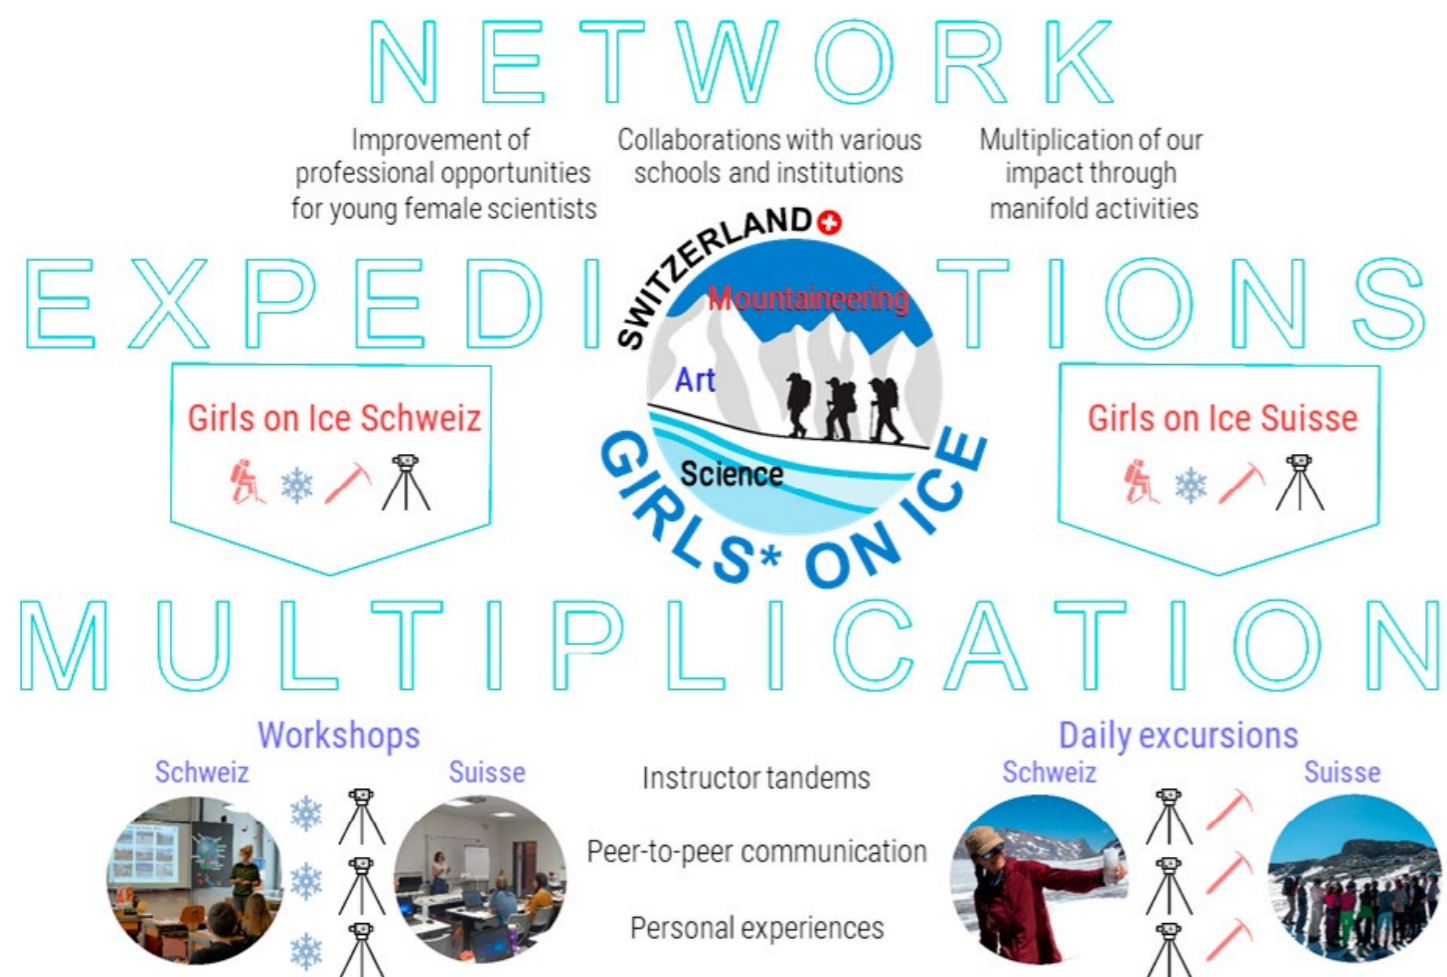 NETWORK
Improvement of
professional opportunities
for young female scientists
Collaborations with various
schools and institutions
Multiplication of our
impact through
manifold activities
EXPEDITIONS
SWITZERLAND
Mountaineering
Art
Science
GIRLS* ON ICE
Girls on Ice Schweiz
Girls on Ice Suisse
MULTIPLICATION
Workshops
Schweiz
Suisse
Instructor tandems
Peer-to-peer communication
Personal experiences
Daily excursions
Schweiz
Suisse